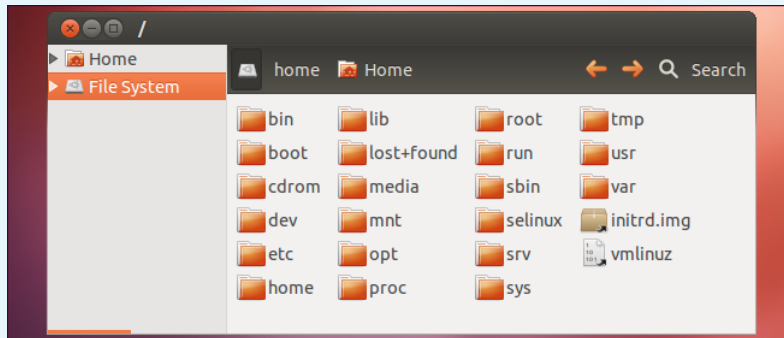 /
Home
File System
home Home Search
bin lib root tmp
boot lost+found run usr
cdrom media sbin var
dev mnt selinux initrd.img
etc opt srv vmlinuz
home proc sys